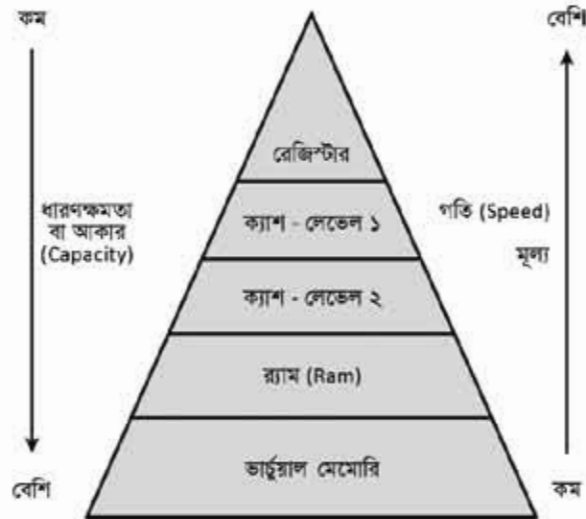 কম
বেশি
রেজিস্টার
ধারণক্ষমতা
বা আকার
(Capacity)
গতি (Speed)
মূল্য
ক্যাশ - লেভেল ১
ক্যাশ - লেভেল ২
র‍্যাম (Ram)
ভার্চুয়াল মেমোরি
বেশি
কম